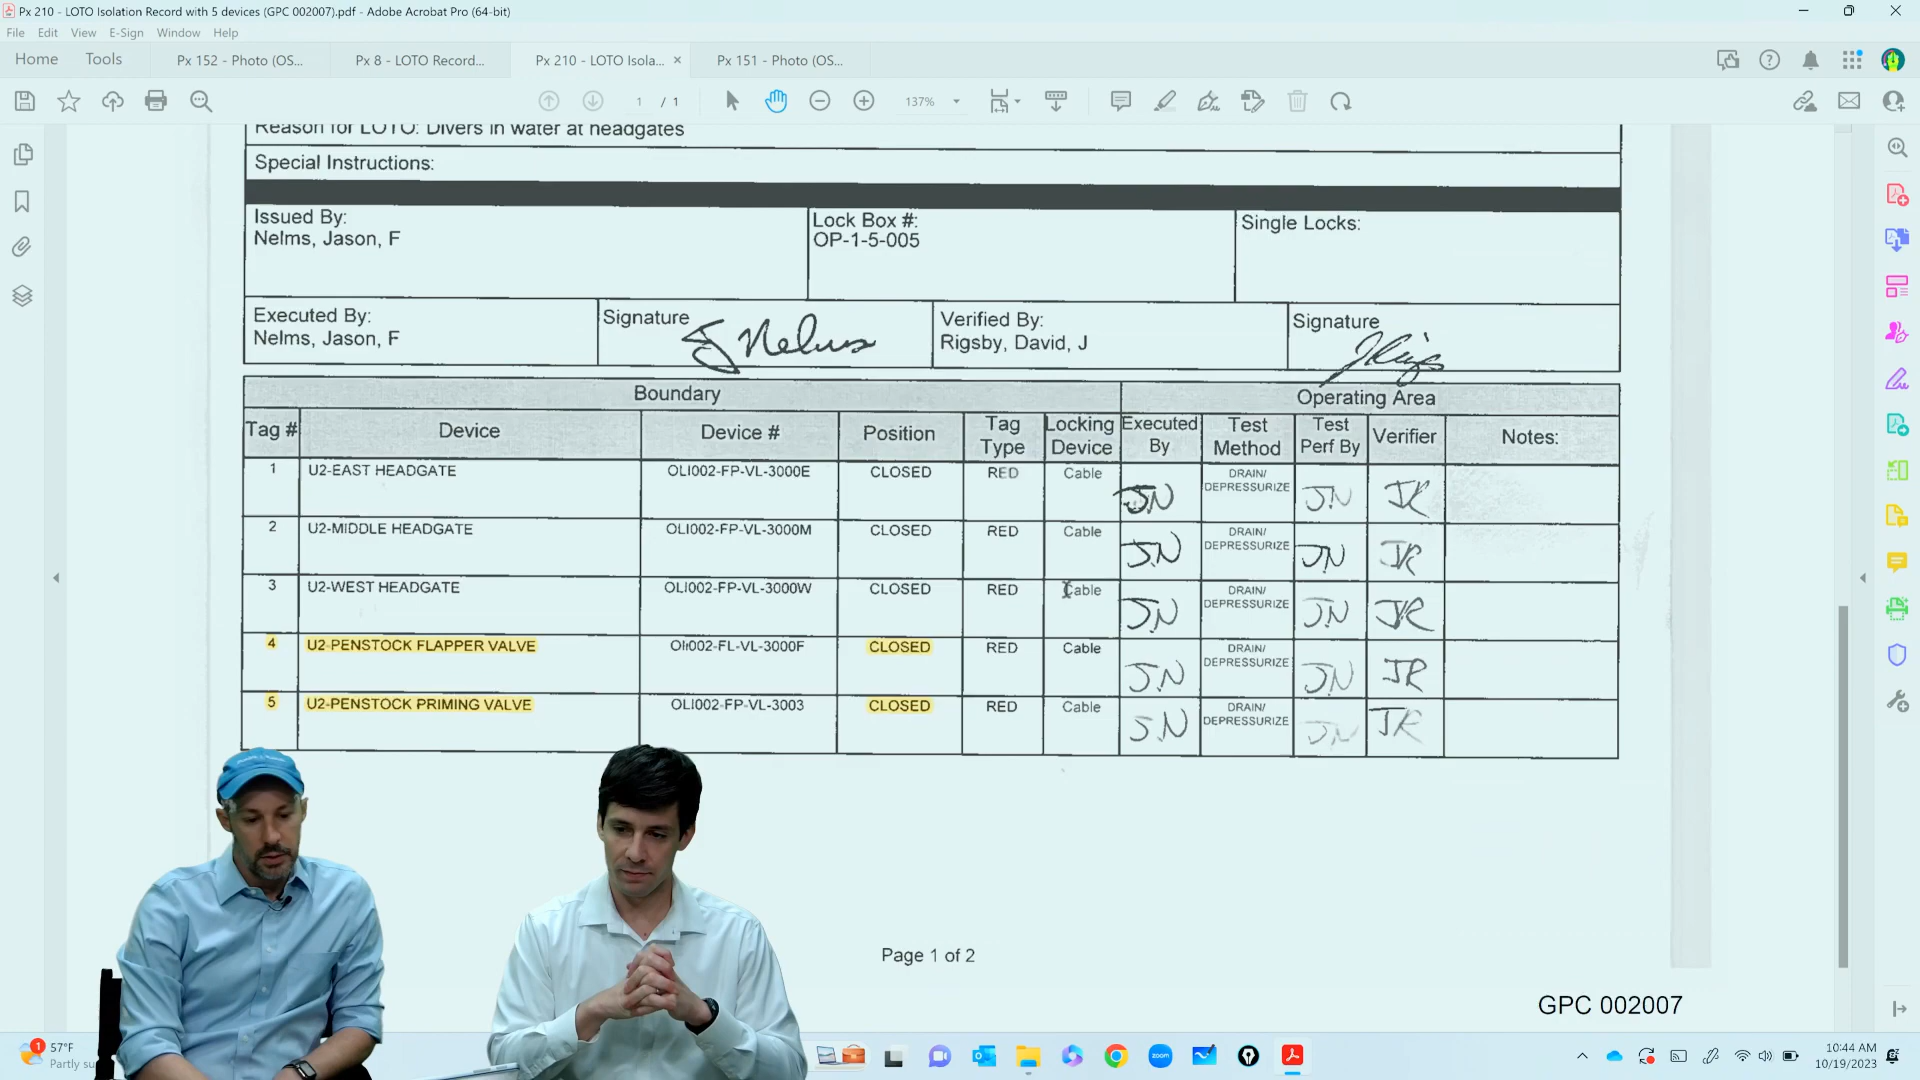 Px 210 - LOTO Isolation Record with 5 devices (GPC 002007).pdf - Adobe Acrobat Pro (64-bit)
File Edit View E-Sign Window Help
Home Tools Px 152 - Photo (OS... Px 8 - LOTO Record... Px 210 - LOTO Isola... × Px 151 - Photo (OS...
1 / 1 137%
Reason for LOTO: Divers in water at headgates
Special Instructions:
Issued By: Lock Box #: Single Locks:
Nelms, Jason, F OP-1-5-005
Executed By: Signature Verified By: Signature
Nelms, Jason, F J Nelms Rigsby, David, J
Boundary Operating Area
Tag # Device Device # Position Tag Type Locking Device Executed By Test Method Test Perf By Verifier Notes:
1 U2-EAST HEADGATE OLI002-FP-VL-3000E CLOSED RED Cable JN DRAIN/ DEPRESSURIZE JN JR
2 U2-MIDDLE HEADGATE OLI002-FP-VL-3000M CLOSED RED Cable JN DRAIN/ DEPRESSURIZE JN JR
3 U2-WEST HEADGATE OLI002-FP-VL-3000W CLOSED RED Cable JN DRAIN/ DEPRESSURIZE JN JR
4 U2-PENSTOCK FLAPPER VALVE Oli002-FL-VL-3000F CLOSED RED Cable JN DRAIN/ DEPRESSURIZE JN JR
5 U2-PENSTOCK PRIMING VALVE OLI002-FP-VL-3003 CLOSED RED Cable JN DRAIN/ DEPRESSURIZE JN JR
Page 1 of 2
GPC 002007
1 57°F
Partly su
zoom
10:44 AM
10/19/2023